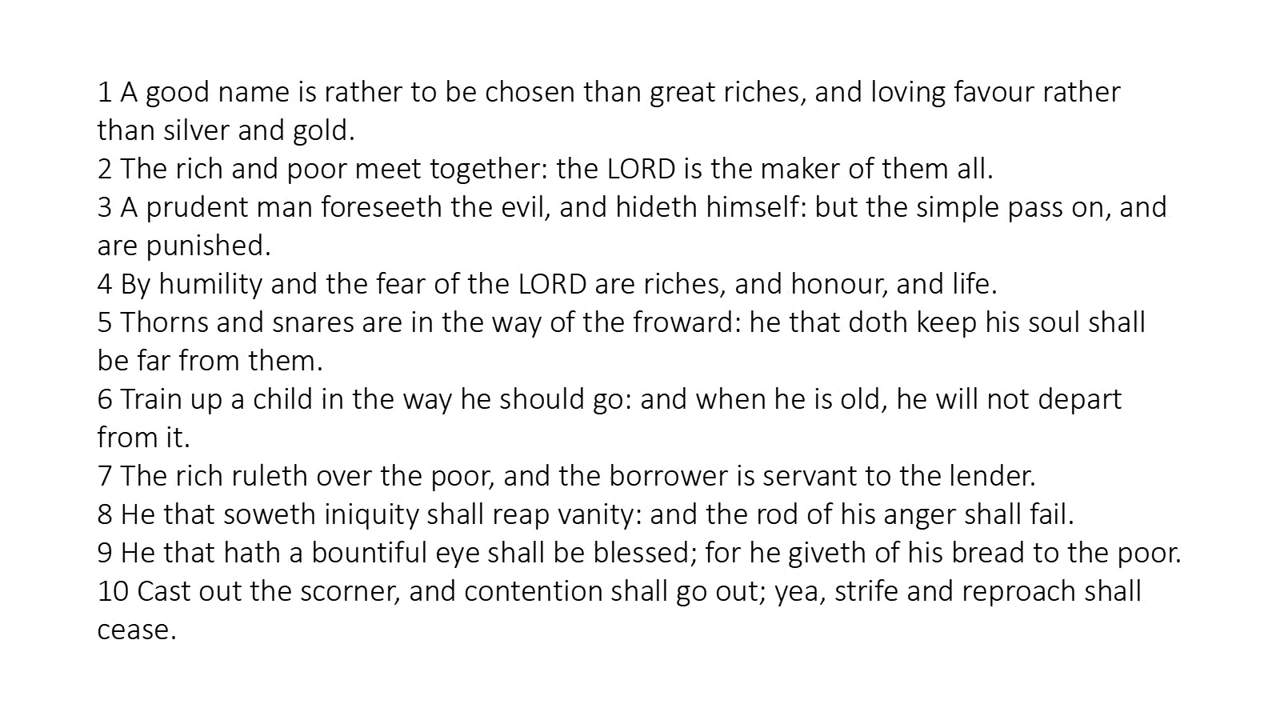 1 A good name is rather to be chosen than great riches, and loving favour rather
than silver and gold.
2 The rich and poor meet together: the LORD is the maker of them all.
3 A prudent man foreseeth the evil, and hideth himself: but the simple pass on, and
are punished.
4 By humility and the fear of the LORD are riches, and honour, and life.
5 Thorns and snares are in the way of the froward: he that doth keep his soul shall
be far from them.
6 Train up a child in the way he should go: and when he is old, he will not depart
from it.
7 The rich ruleth over the poor, and the borrower is servant to the lender.
8 He that soweth iniquity shall reap vanity: and the rod of his anger shall fail.
9 He that hath a bountiful eye shall be blessed; for he giveth of his bread to the poor.
10 Cast out the scorner, and contention shall go out; yea, strife and reproach shall
cease.